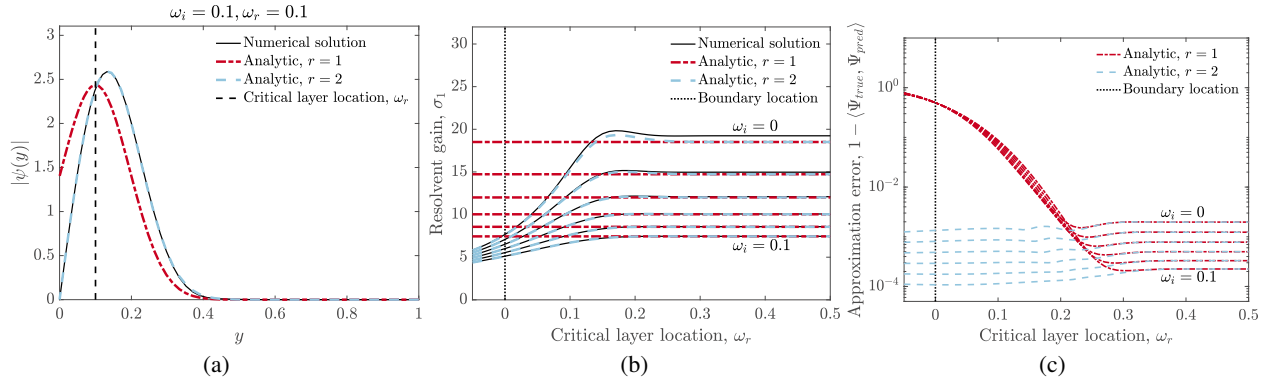 ω_i = 0.1, ω_r = 0.1
3
2.5
2
1.5
1
0.5
0
|ψ(y)|
Numerical solution
Analytic, r = 1
Analytic, r = 2
Critical layer location, ω_r
0 0.2 0.4 0.6 0.8 1
y
(a)
30
25
20
15
10
5
0
Resolvent gain, σ_1
Numerical solution
Analytic, r = 1
Analytic, r = 2
Boundary location
ω_i = 0
ω_i = 0.1
0 0.1 0.2 0.3 0.4 0.5
Critical layer location, ω_r
(b)
10^0
10^{-2}
10^{-4}
Approximation error, 1 − ⟨Ψ_{true}, Ψ_{pred}⟩
Analytic, r = 1
Analytic, r = 2
Boundary location
ω_i = 0
ω_i = 0.1
0 0.1 0.2 0.3 0.4 0.5
Critical layer location, ω_r
(c)